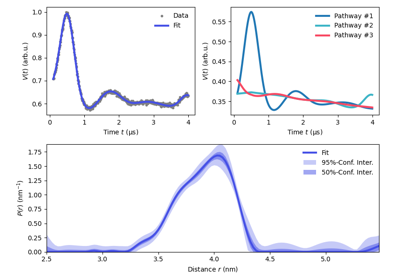 1.0
0.9
0.8
0.7
0.6
V(t) (arb.u.)
Data
Fit
0 1 2 3 4
Time t (μs)
0.55
0.50
0.45
0.40
0.35
V(t) (arb.u.)
Pathway #1
Pathway #2
Pathway #3
0 1 2 3 4
Time t (μs)
1.75
1.50
1.25
1.00
0.75
0.50
0.25
0.00
P(r) (nm⁻¹)
Fit
95%-Conf. Inter.
50%-Conf. Inter.
2.5 3.0 3.5 4.0 4.5 5.0
Distance r (nm)